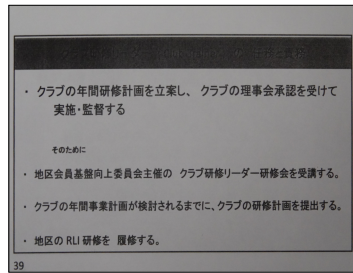 ・ クラブの年間研修計画を立案し、 クラブの理事会承認を受けて
実施・監督する
そのために
・ 地区会員基盤向上委員会主催の クラブ研修リーダー研修会を受講する。
・ クラブの年間事業計画が検討されるまでに、クラブの研修計画を提出する。
・ 地区の RLI 研修を 履修する。
39